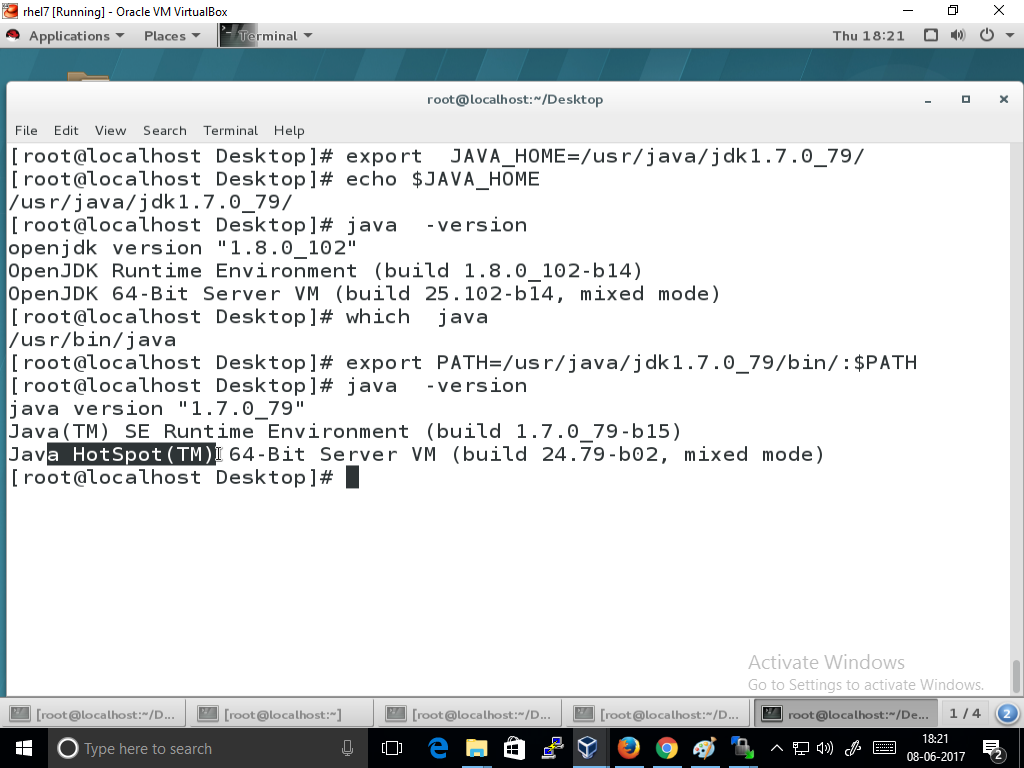 rhel7 [Running] - Oracle VM VirtualBox
Applications Places Terminal Thu 18:21
root@localhost:~/Desktop
File Edit View Search Terminal Help
[root@localhost Desktop]# export  JAVA_HOME=/usr/java/jdk1.7.0_79/
[root@localhost Desktop]# echo $JAVA_HOME
/usr/java/jdk1.7.0_79/
[root@localhost Desktop]# java  -version
openjdk version "1.8.0_102"
OpenJDK Runtime Environment (build 1.8.0_102-b14)
OpenJDK 64-Bit Server VM (build 25.102-b14, mixed mode)
[root@localhost Desktop]# which  java
/usr/bin/java
[root@localhost Desktop]# export PATH=/usr/java/jdk1.7.0_79/bin/:$PATH
[root@localhost Desktop]# java  -version
java version "1.7.0_79"
Java(TM) SE Runtime Environment (build 1.7.0_79-b15)
Java HotSpot(TM) 64-Bit Server VM (build 24.79-b02, mixed mode)
[root@localhost Desktop]#
Activate Windows
Go to Settings to activate Windows.
[root@localhost:~/D... [root@localhost:~] [root@localhost:~/D... [root@localhost:~/D... root@localhost:~/De... 1 / 4 2
Type here to search 18:21
08-06-2017 2